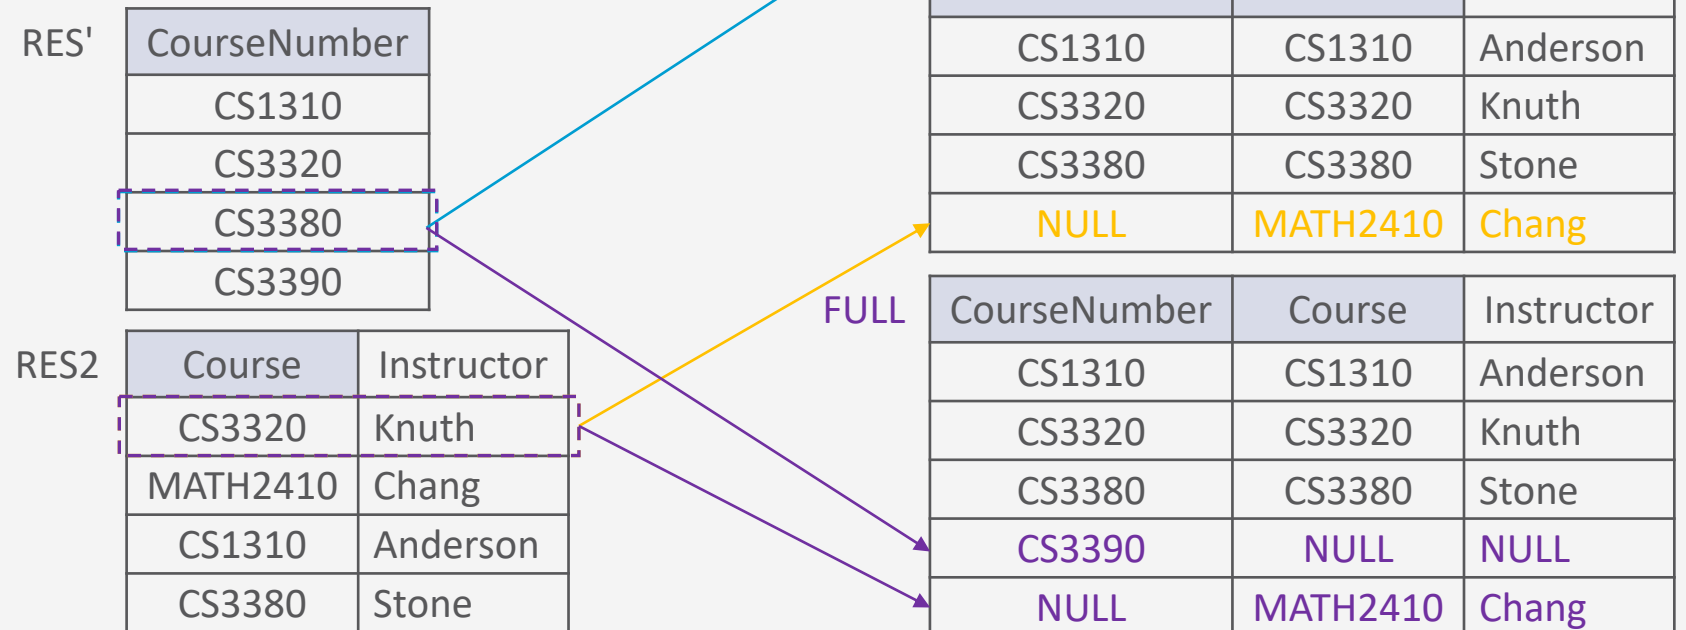 RES'
CourseNumber
CS1310
CS3320
CS3380
CS3390
RES2
Course Instructor
CS3320 Knuth
MATH2410 Chang
CS1310 Anderson
CS3380 Stone
CS1310 CS1310 Anderson
CS3320 CS3320 Knuth
CS3380 CS3380 Stone
NULL MATH2410 Chang
FULL
CourseNumber Course Instructor
CS1310 CS1310 Anderson
CS3320 CS3320 Knuth
CS3380 CS3380 Stone
CS3390 NULL NULL
NULL MATH2410 Chang